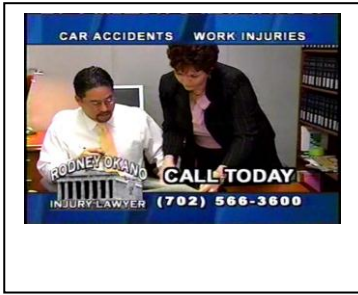 CAR ACCIDENTS WORK INJURIES
RODNEY OKANO
CALL TODAY
INJURY LAWYER (702) 566-3600